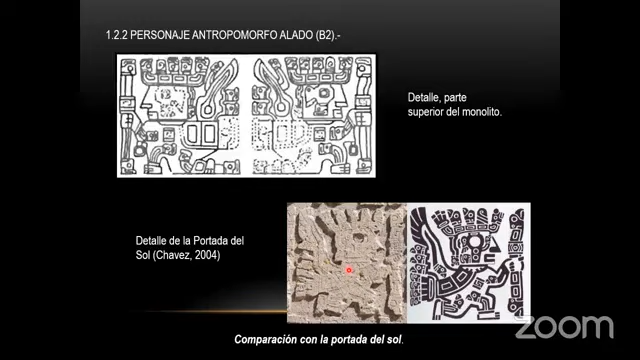 1.2.2 PERSONAJE ANTROPOMORFO ALADO (B2).-
Detalle, parte
superior del monolito.
Detalle de la Portada del
Sol (Chavez, 2004)
Comparación con la portada del sol.
zoom